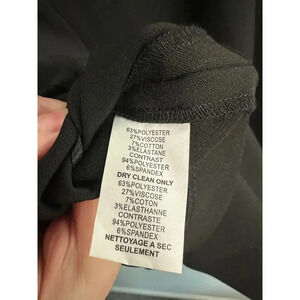 63%POLYESTER
27%VISCOSE
7%COTTON
3%ELASTANE
CONTRAST
94%POLYESTER
6%SPANDEX
DRY CLEAN ONLY
63%POLYESTER
27%VISCOSE
7%COTON
3%ELASTHANNE
CONTRASTE
94%POLYESTER
6%SPANDEX
NETTOYAGE A SEC
SEULEMENT